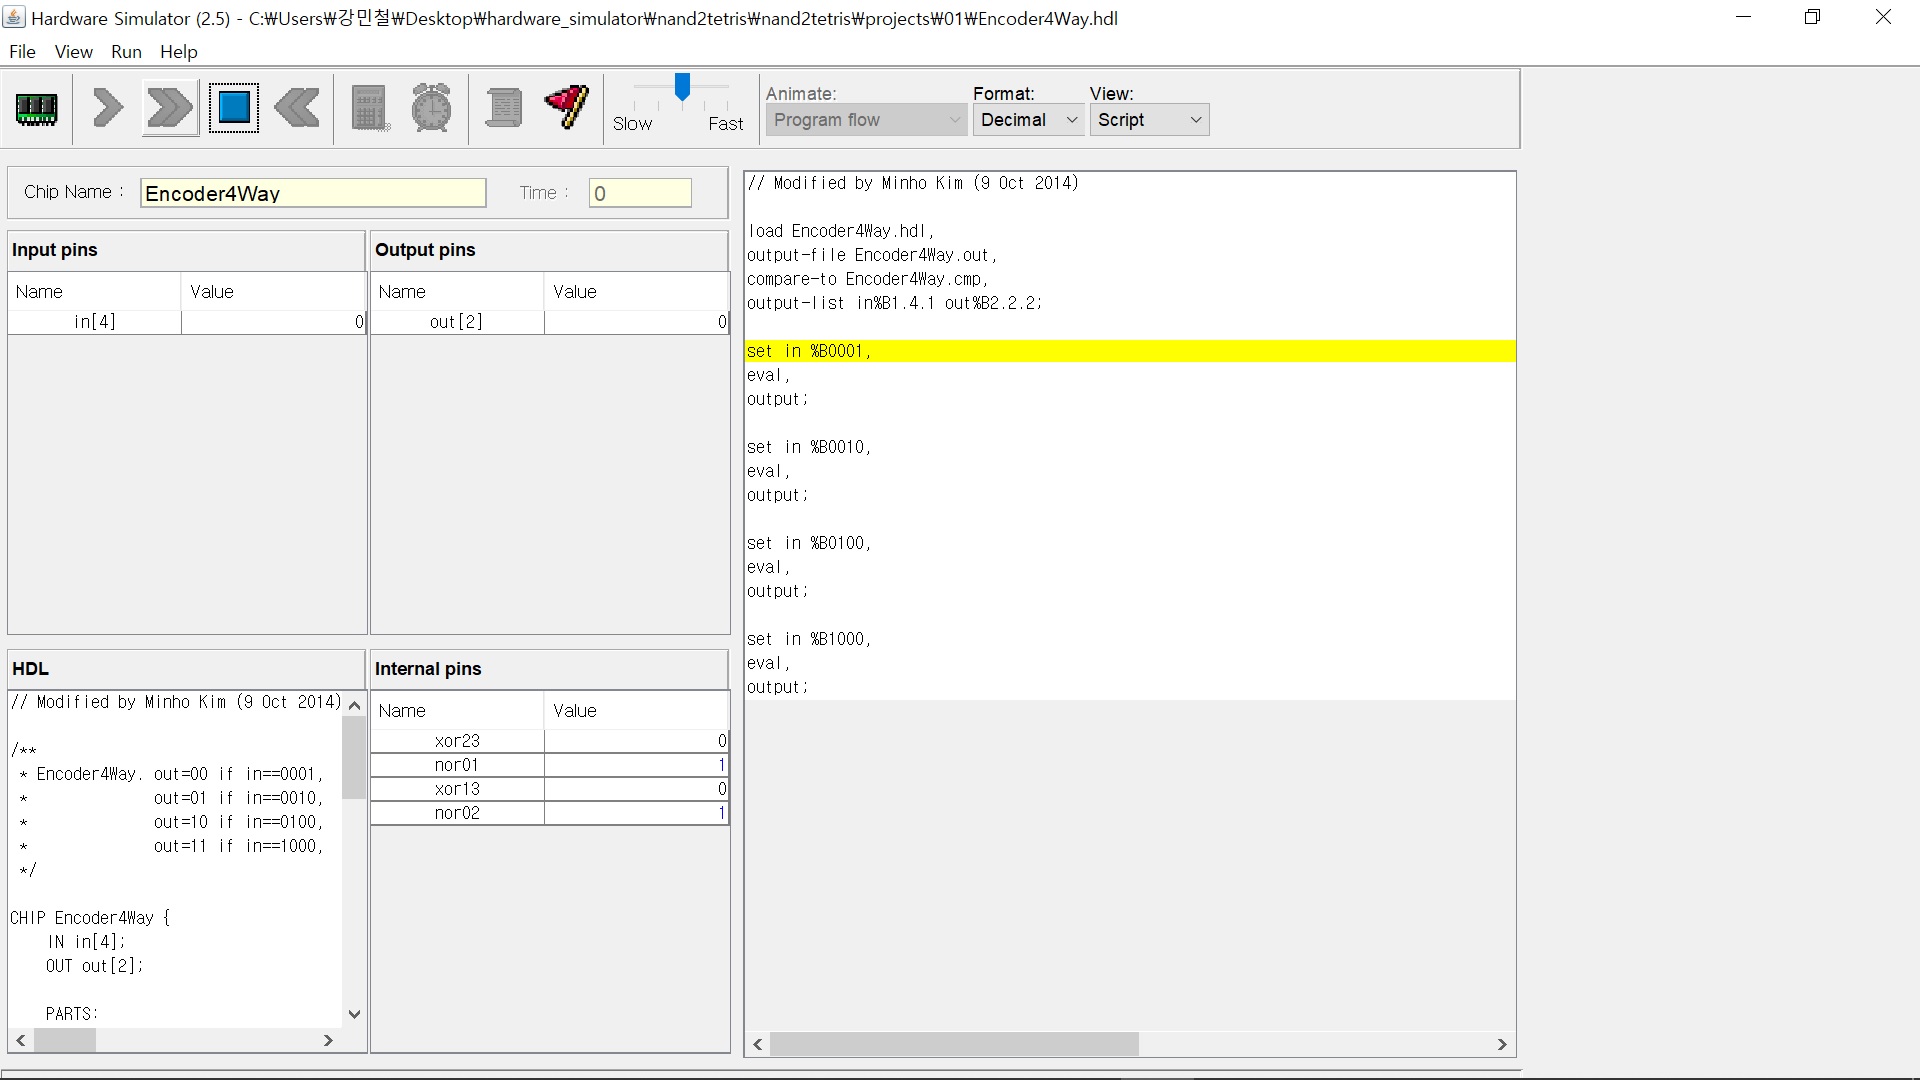 Hardware Simulator (2.5) - C:₩Users₩강민철₩Desktop₩hardware_simulator₩nand2tetris₩nand2tetris₩projects₩01₩Encoder4Way.hdl
File View Run Help
Slow Fast
Animate:
Program flow
Format:
Decimal
View:
Script
Chip Name : Encoder4Way Time : 0
Input pins
Name Value
in[4] 0
Output pins
Name Value
out[2] 0
HDL
// Modified by Minho Kim (9 Oct 2014)
/**
* Encoder4Way. out=00 if in==0001,
* out=01 if in==0010,
* out=10 if in==0100,
* out=11 if in==1000,
*/
CHIP Encoder4Way {
IN in[4];
OUT out[2];
PARTS:
Internal pins
Name Value
xor23 0
nor01 1
xor13 0
nor02 1
// Modified by Minho Kim (9 Oct 2014)
load Encoder4Way.hdl,
output-file Encoder4Way.out,
compare-to Encoder4Way.cmp,
output-list in%B1.4.1 out%B2.2.2;
set in %B0001,
eval,
output;
set in %B0010,
eval,
output;
set in %B0100,
eval,
output;
set in %B1000,
eval,
output;